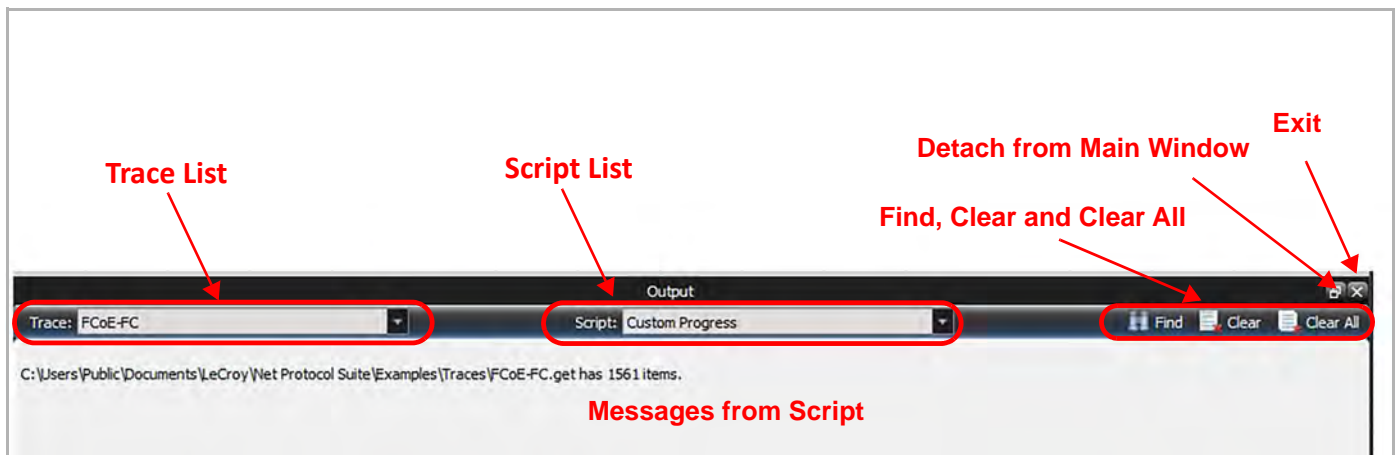 Exit
Detach from Main Window
Trace List
Script List
Find, Clear and Clear All
Output
Trace: FCoE-FC
Script: Custom Progress
Find Clear Clear All
C:\Users\Public\Documents\LeCroy\Net Protocol Suite\Examples\Traces\FCoE-FC.get has 1561 items.
Messages from Script